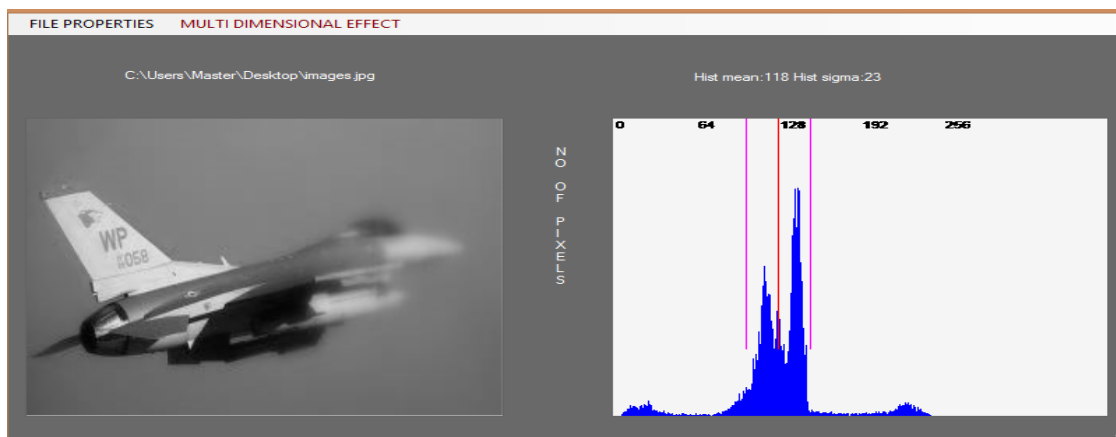 FILE PROPERTIES MULTI DIMENSIONAL EFFECT
C:\Users\Master\Desktop\images.jpg
Hist mean:118 Hist sigma:23
WP
058
NO OF PIXELS
0 64 128 192 256